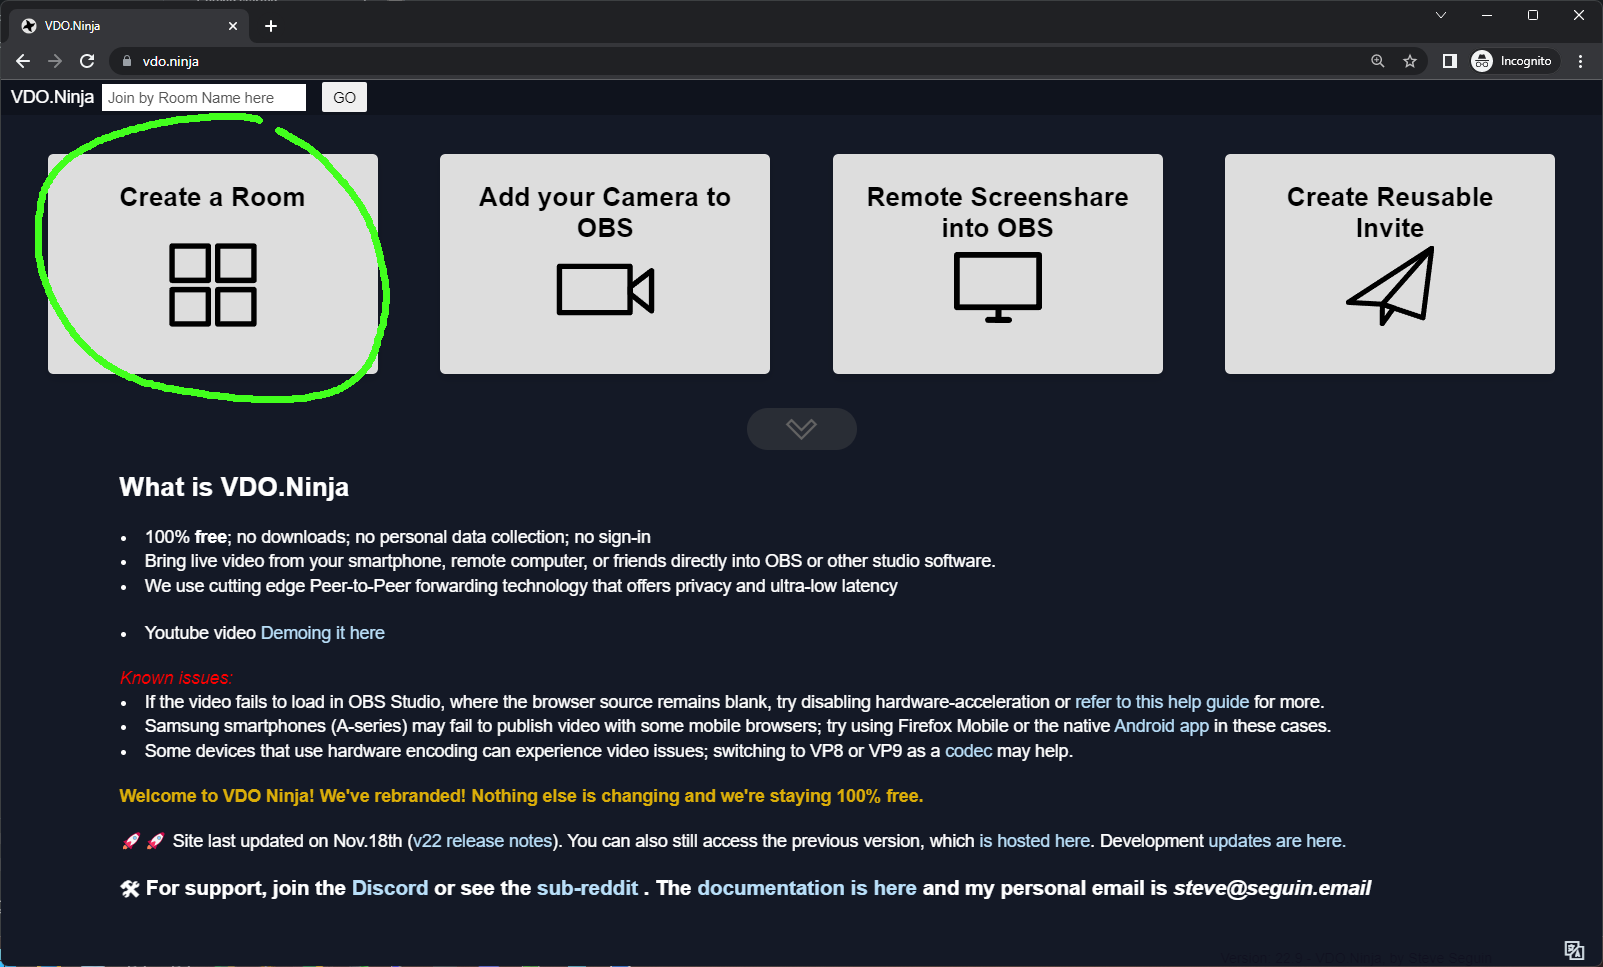 VDO.Ninja
vdo.ninja
Incognito
VDO.Ninja Join by Room Name here GO
Create a Room
Add your Camera to
OBS
Remote Screenshare
into OBS
Create Reusable
Invite
What is VDO.Ninja
• 100% free; no downloads; no personal data collection; no sign-in
• Bring live video from your smartphone, remote computer, or friends directly into OBS or other studio software.
• We use cutting edge Peer-to-Peer forwarding technology that offers privacy and ultra-low latency
• Youtube video Demoing it here
Known issues:
• If the video fails to load in OBS Studio, where the browser source remains blank, try disabling hardware-acceleration or refer to this help guide for more.
• Samsung smartphones (A-series) may fail to publish video with some mobile browsers; try using Firefox Mobile or the native Android app in these cases.
• Some devices that use hardware encoding can experience video issues; switching to VP8 or VP9 as a codec may help.
Welcome to VDO Ninja! We've rebranded! Nothing else is changing and we're staying 100% free.
🚀 🚀 Site last updated on Nov.18th (v22 release notes). You can also still access the previous version, which is hosted here. Development updates are here.
🛠 For support, join the Discord or see the sub-reddit . The documentation is here and my personal email is steve@seguin.email